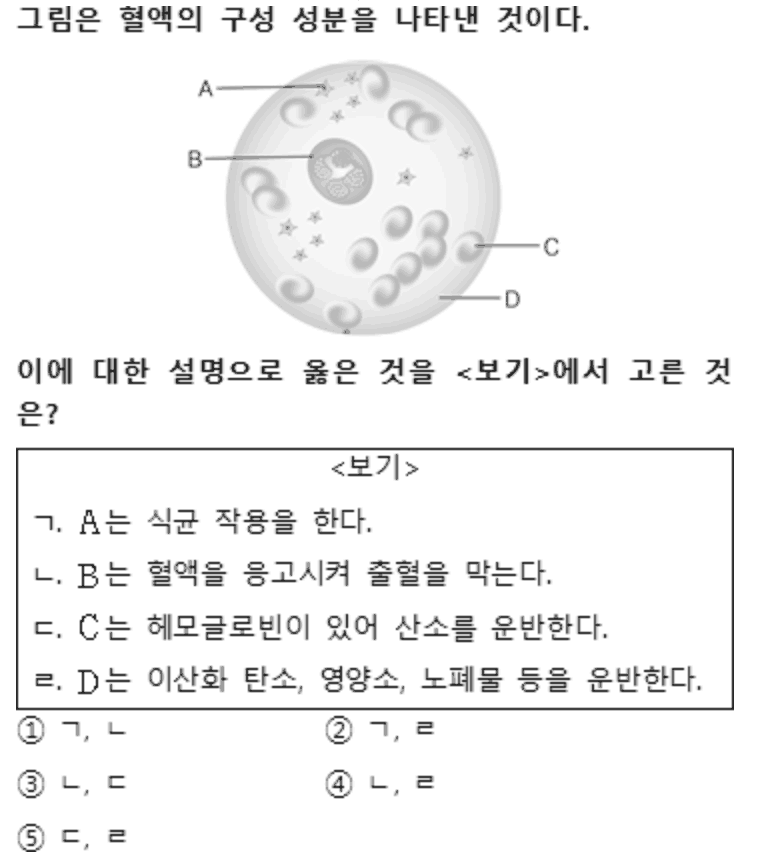 그림은 혈액의 구성 성분을 나타낸 것이다.
A
B
C
D
이에 대한 설명으로 옳은 것을 <보기>에서 고른 것
은?
<보기>
ㄱ. A는 식균 작용을 한다.
ㄴ. B는 혈액을 응고시켜 출혈을 막는다.
ㄷ. C는 헤모글로빈이 있어 산소를 운반한다.
ㄹ. D는 이산화 탄소, 영양소, 노폐물 등을 운반한다.
① ㄱ, ㄴ ② ㄱ, ㄹ
③ ㄴ, ㄷ ④ ㄴ, ㄹ
⑤ ㄷ, ㄹ